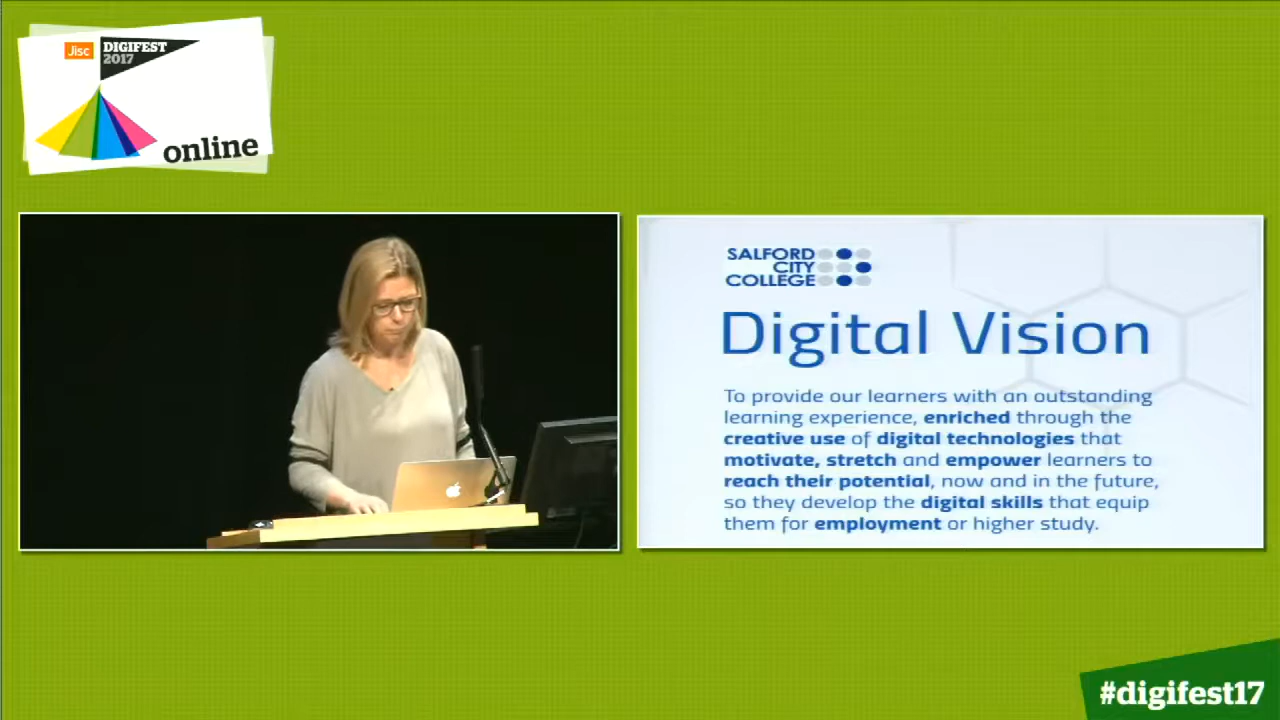 Jisc DIGIFEST
2017
online
SALFORD
CITY
COLLEGE
Digital Vision
To provide our learners with an outstanding
learning experience, enriched through the
creative use of digital technologies that
motivate, stretch and empower learners to
reach their potential, now and in the future,
so they develop the digital skills that equip
them for employment or higher study.
#digifest17